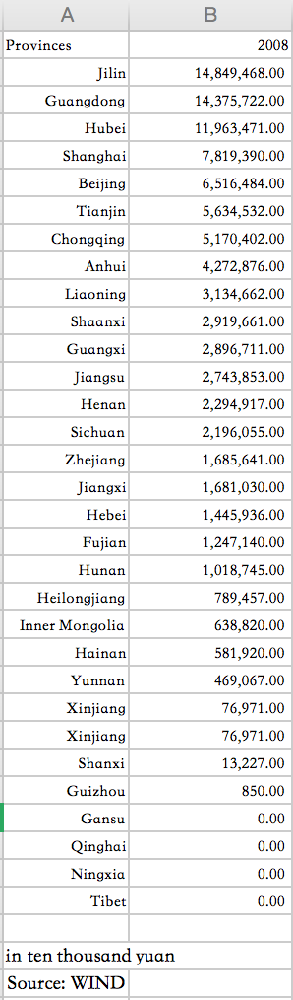 A B
Provinces 2008
Jilin 14,849,468.00
Guangdong 14,375,722.00
Hubei 11,963,471.00
Shanghai 7,819,390.00
Beijing 6,516,484.00
Tianjin 5,634,532.00
Chongqing 5,170,402.00
Anhui 4,272,876.00
Liaoning 3,134,662.00
Shaanxi 2,919,661.00
Guangxi 2,896,711.00
Jiangsu 2,743,853.00
Henan 2,294,917.00
Sichuan 2,196,055.00
Zhejiang 1,685,641.00
Jiangxi 1,681,030.00
Hebei 1,445,936.00
Fujian 1,247,140.00
Hunan 1,018,745.00
Heilongjiang 789,457.00
Inner Mongolia 638,820.00
Hainan 581,920.00
Yunnan 469,067.00
Xinjiang 76,971.00
Xinjiang 76,971.00
Shanxi 13,227.00
Guizhou 850.00
Gansu 0.00
Qinghai 0.00
Ningxia 0.00
Tibet 0.00
in ten thousand yuan
Source: WIND